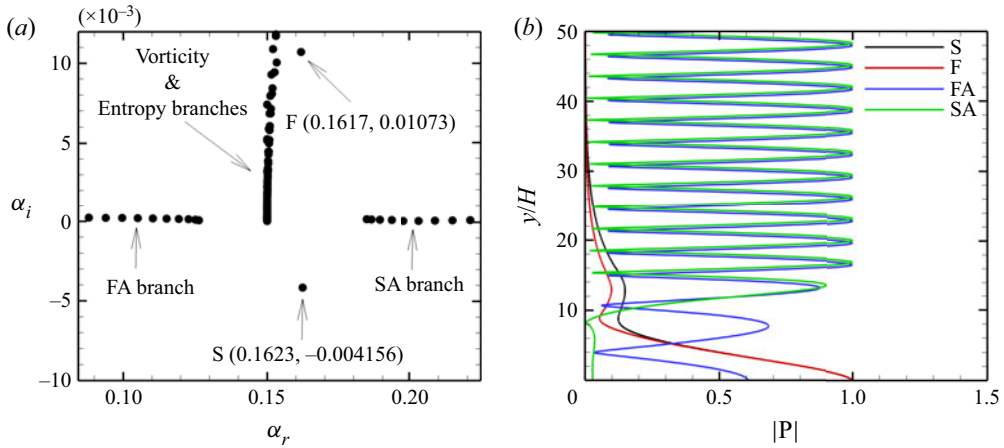 (a)
(×10⁻³)
10
5
0
−5
−10
α_i
Vorticity
&
Entropy branches
F (0.1617, 0.01073)
FA branch
SA branch
S (0.1623, −0.004156)
0.10
0.15
0.20
α_r
(b)
50
40
30
20
10
y/H
S
F
FA
SA
0
0.5
1.0
1.5
|P|